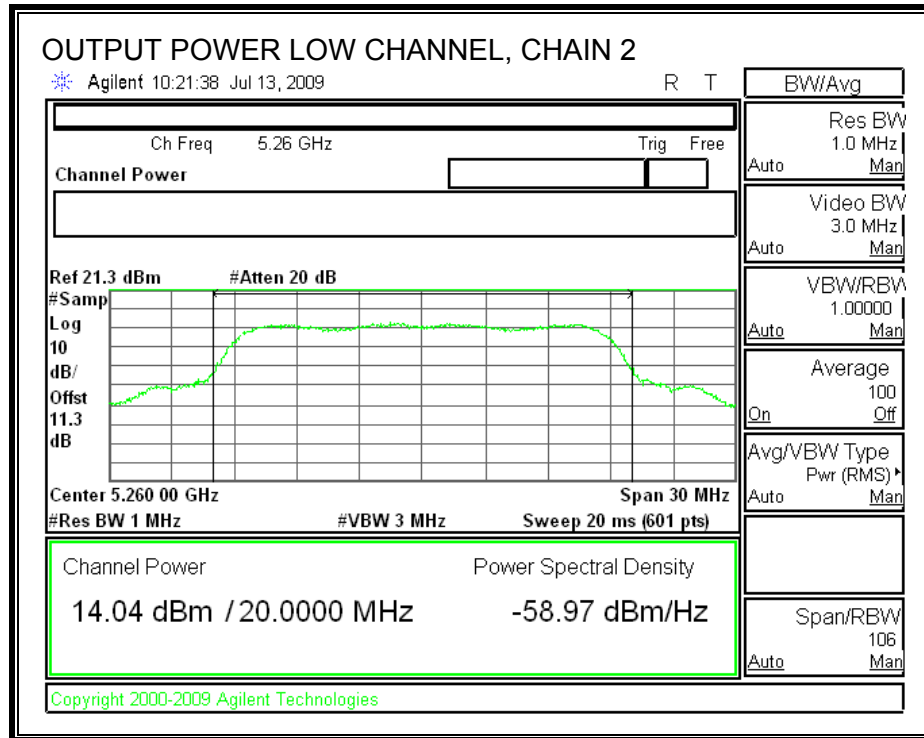 OUTPUT POWER LOW CHANNEL, CHAIN 2
Agilent 10:21:38 Jul 13, 2009 R T
BW/Avg
Ch Freq 5.26 GHz Trig Free
Channel Power
Res BW
1.0 MHz
Auto Man
Video BW
3.0 MHz
Auto Man
Ref 21.3 dBm #Atten 20 dB
#Samp
Log
10
dB/
Offst
11.3
dB
VBW/RBW
1.00000
Auto Man
Average
100
On Off
Avg/VBW Type
Pwr (RMS)
Auto Man
Center 5.260 00 GHz Span 30 MHz
#Res BW 1 MHz #VBW 3 MHz Sweep 20 ms (601 pts)
Channel Power Power Spectral Density
14.04 dBm / 20.0000 MHz -58.97 dBm/Hz
Span/RBW
106
Auto Man
Copyright 2000-2009 Agilent Technologies